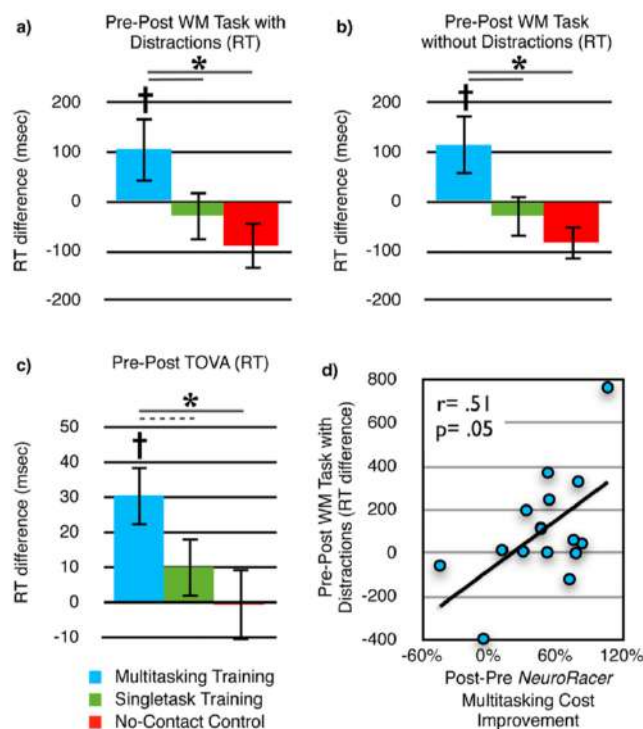 a)
Pre-Post WM Task with
Distractions (RT)
*
†
RT difference (msec)
200
100
0
-100
-200
b)
Pre-Post WM Task
without Distractions (RT)
*
†
RT difference (msec)
200
100
0
-100
-200
c)
Pre-Post TOVA (RT)
*
†
RT difference (msec)
50
40
30
20
10
0
-10
Multitasking Training
Singletask Training
No-Contact Control
d)
r= .51
p= .05
Pre-Post WM Task with
Distractions (RT difference)
800
600
400
200
0
-200
-400
-60% 0% 60% 120%
Post-Pre NeuroRacer
Multitasking Cost
Improvement